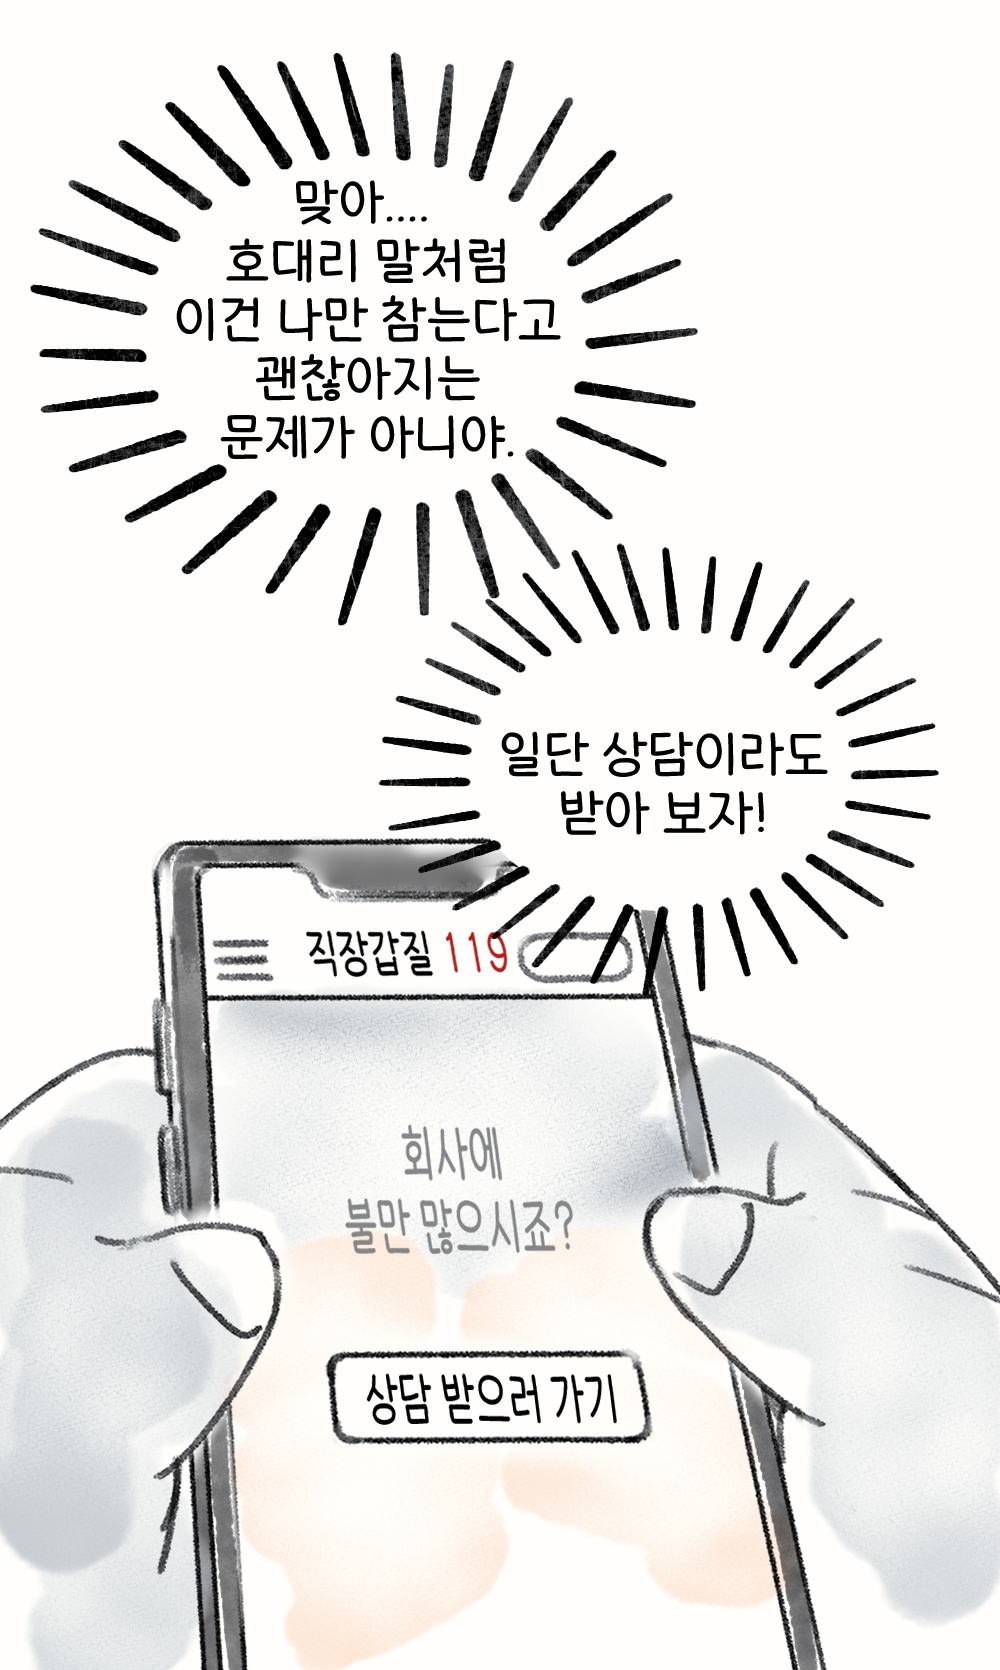 맞아....
호대리 말처럼
이건 나만 참는다고
괜찮아지는
문제가 아니야.
일단 상담이라도
받아 보자!
직장갑질 119
회사에
불만 많으시죠?
상담 받으러 가기